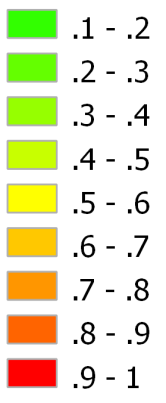 .1 - .2
.2 - .3
.3 - .4
.4 - .5
.5 - .6
.6 - .7
.7 - .8
.8 - .9
.9 - 1